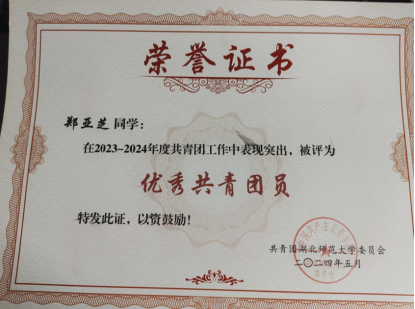 荣誉证书
郑亚芝 同学：
在2023-2024年度共青团工作中表现突出，被评为
优秀共青团员
特发此证，以资鼓励！
共青团湖北师范大学委员会
二〇二四年五月